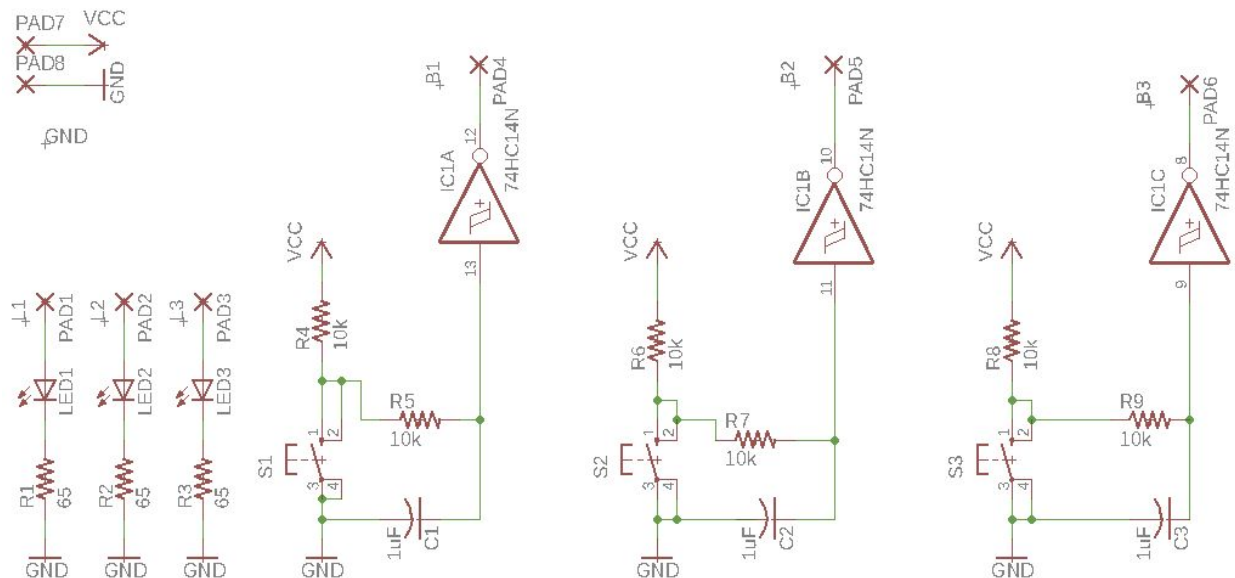 PAD7
VCC
PAD8
GND
GND
L1
PAD1
LED1
R1
65
GND
L2
PAD2
LED2
R2
65
GND
L3
PAD3
LED3
R3
65
GND
B1
PAD4
12
IC1A
74HC14N
13
VCC
R4
10k
R5
10k
1
2
S1
3
4
1uF
C1
GND
B2
PAD5
10
IC1B
74HC14N
11
VCC
R6
10k
R7
10k
1
2
S2
3
4
1uF
C2
GND
B3
PAD6
8
IC1C
74HC14N
9
VCC
R8
10k
R9
10k
1
2
S3
3
4
1uF
C3
GND